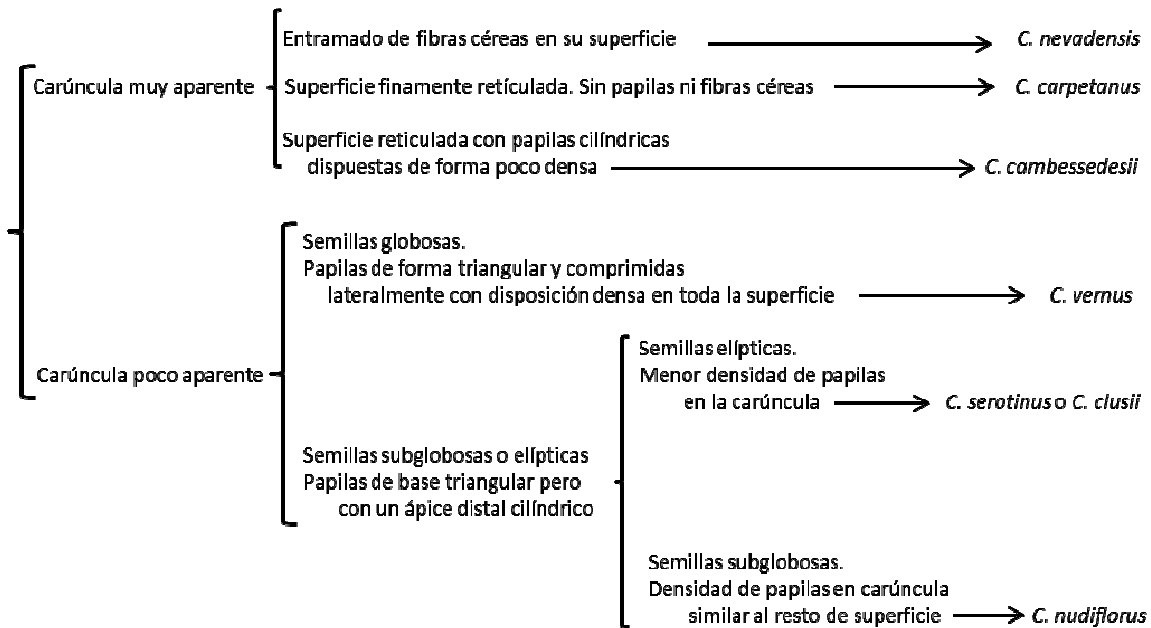 Entramado de fibras céreas en su superficie C. nevadensis
Carúncula muy aparente Superficie finamente retículada. Sin papilas ni fibras céreas C. carpetanus
Superficie reticulada con papilas cilíndricas
dispuestas de forma poco densa C. cambessedesii
Semillas globosas.
Papilas de forma triangular y comprimidas
lateralmente con disposición densa en toda la superficie C. vernus
Carúncula poco aparente
Semillas elípticas.
Menor densidad de papilas
en la carúncula C. serotinus o C. clusii
Semillas subglobosas o elípticas
Papilas de base triangular pero
con un ápice distal cilíndrico
Semillas subglobosas.
Densidad de papilas en carúncula
similar al resto de superficie C. nudiflorus